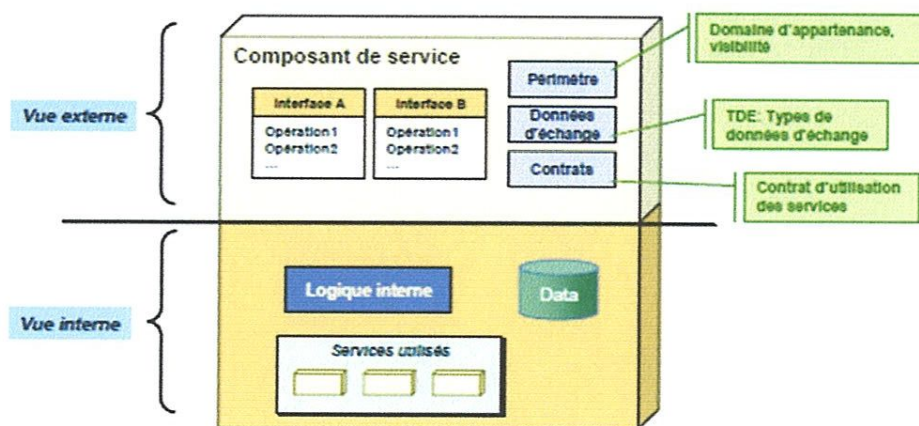 Composant de service
Vue externe
Interface A
Opération1
Opération2
...
Interface B
Opération1
Opération2
...
Périmètre
Données
d'échange
Contrats
Domaine d'appartenance,
visibilité
TDE: Types de
données d'échange
Contrat d'utilisation
des services
Vue interne
Logique interne
Data
Services utilisés